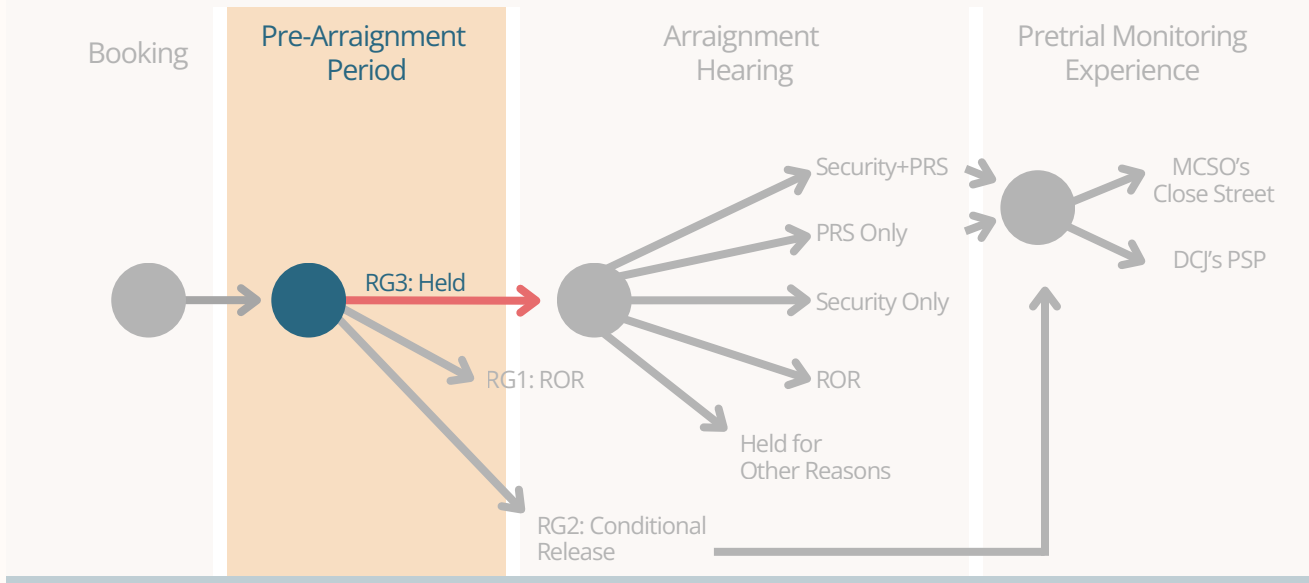 Booking
Pre-Arraignment
Period
Arraignment
Hearing
Pretrial Monitoring
Experience
Security+PRS
MCSO's
Close Street
PRS Only
DCJ's PSP
RG3: Held
Security Only
RG1: ROR
ROR
Held for
Other Reasons
RG2: Conditional
Release